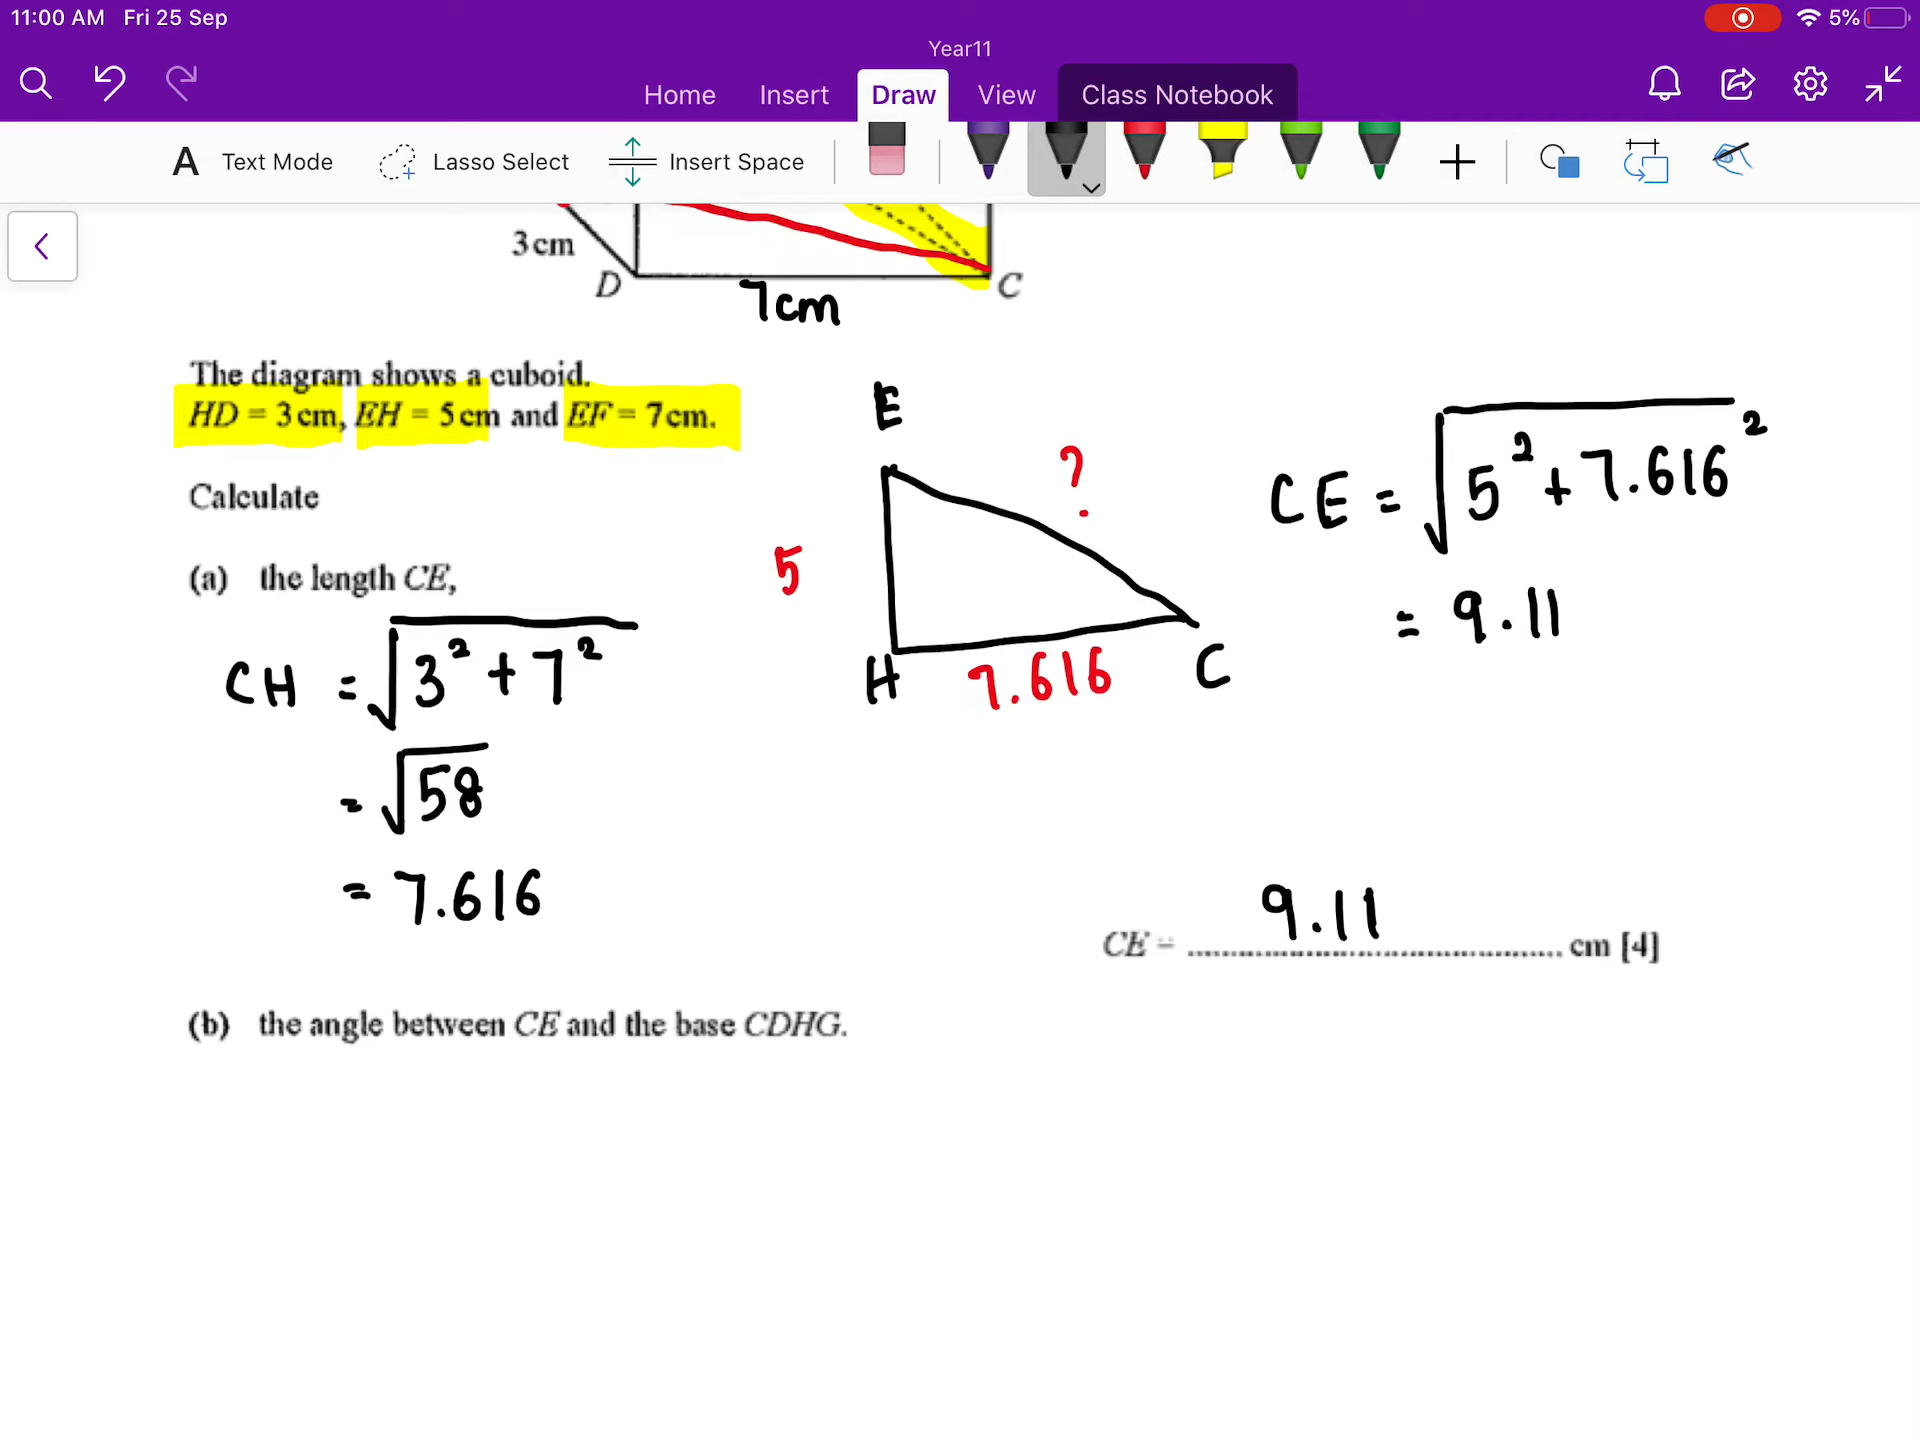 11:00 AM Fri 25 Sep
5%
Year11
Home Insert Draw View Class Notebook
A Text Mode Lasso Select Insert Space
3 cm
D
C
7cm
The diagram shows a cuboid.
HD = 3 cm, EH = 5 cm and EF = 7 cm.
Calculate
(a) the length CE,
CH = √3² + 7²
= √58
= 7.616
E
?
5
H
7.616
C
CE = √5² + 7.616²
= 9.11
9.11
CE = ........................................ cm [4]
(b) the angle between CE and the base CDHG.